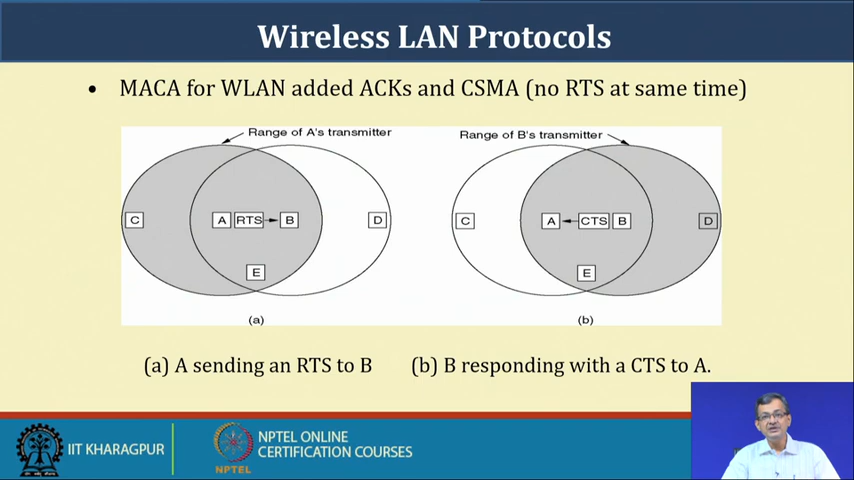 Wireless LAN Protocols
• MACA for WLAN added ACKs and CSMA (no RTS at same time)
Range of A's transmitter
C
A RTS B
D
E
(a)
Range of B's transmitter
C
A CTS B
D
E
(b)
(a) A sending an RTS to B
(b) B responding with a CTS to A.
IIT KHARAGPUR
NPTEL
NPTEL ONLINE
CERTIFICATION COURSES